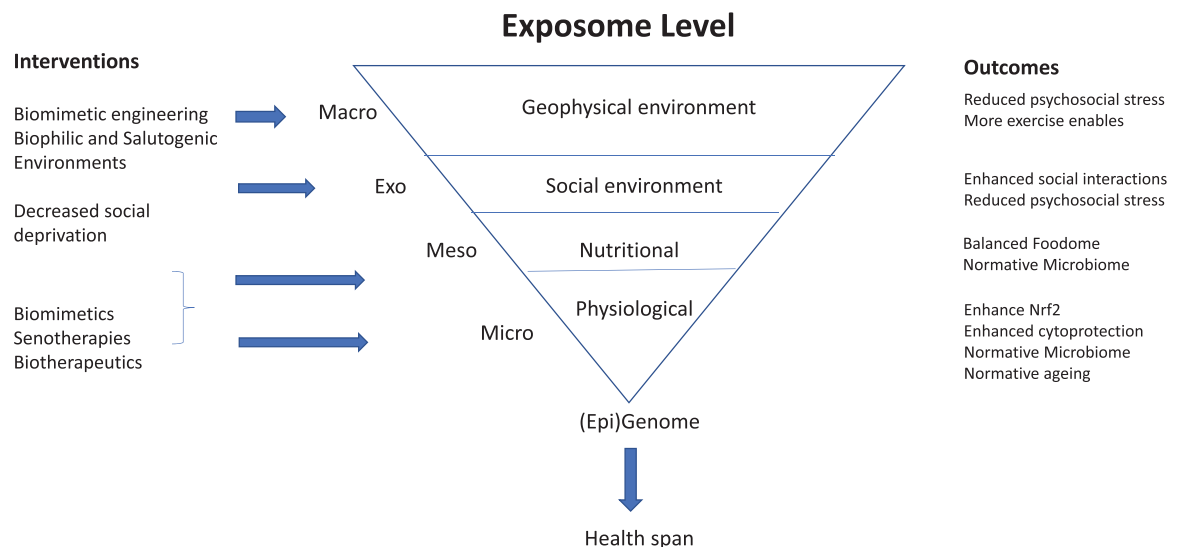 Exposome Level
Interventions
Biomimetic engineering
Biophilic and Salutogenic
Environments
Decreased social
deprivation
Biomimetics
Senotherapies
Biotherapeutics
Macro
Exo
Meso
Micro
Geophysical environment
Social environment
Nutritional
Physiological
(Epi)Genome
Health span
Outcomes
Reduced psychosocial stress
More exercise enables
Enhanced social interactions
Reduced psychosocial stress
Balanced Foodome
Normative Microbiome
Enhance Nrf2
Enhanced cytoprotection
Normative Microbiome
Normative ageing